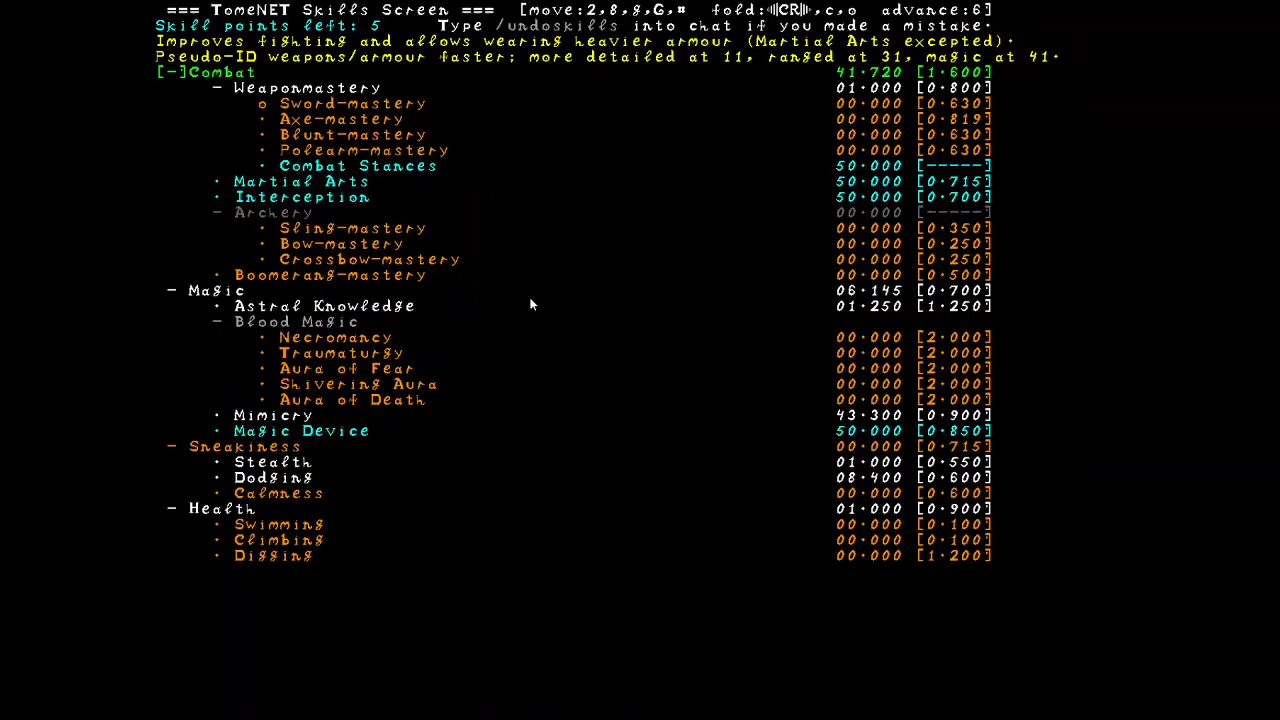 === TomeNET Skills Screen === [move:2,8,g,G,# fold:<CR>,c,o advance:6]
Skill points left: 5 Type /undoskills into chat if you made a mistake.
Improves fighting and allows wearing heavier armour (Martial Arts excepted).
Pseudo-ID weapons/armour faster; more detailed at 11, ranged at 31, magic at 41.
[-]Combat 41.720 [1.600]
- Weaponmastery 01.000 [0.800]
o Sword-mastery 00.000 [0.630]
. Axe-mastery 00.000 [0.819]
. Blunt-mastery 00.000 [0.630]
. Polearm-mastery 00.000 [0.630]
. Combat Stances 50.000 [-----]
. Martial Arts 50.000 [0.715]
. Interception 50.000 [0.700]
- Archery 00.000 [-----]
. Sling-mastery 00.000 [0.350]
. Bow-mastery 00.000 [0.250]
. Crossbow-mastery 00.000 [0.250]
. Boomerang-mastery 00.000 [0.500]
- Magic 06.145 [0.700]
. Astral Knowledge 01.250 [1.250]
- Blood Magic
. Necromancy 00.000 [2.000]
. Traumaturgy 00.000 [2.000]
. Aura of Fear 00.000 [2.000]
. Shivering Aura 00.000 [2.000]
. Aura of Death 00.000 [2.000]
. Mimicry 43.300 [0.900]
. Magic Device 50.000 [0.850]
- Sneakiness 00.000 [0.715]
. Stealth 01.000 [0.550]
. Dodging 08.400 [0.600]
. Calmness 00.000 [0.600]
- Health 01.000 [0.900]
. Swimming 00.000 [0.100]
. Climbing 00.000 [0.100]
. Digging 00.000 [1.200]